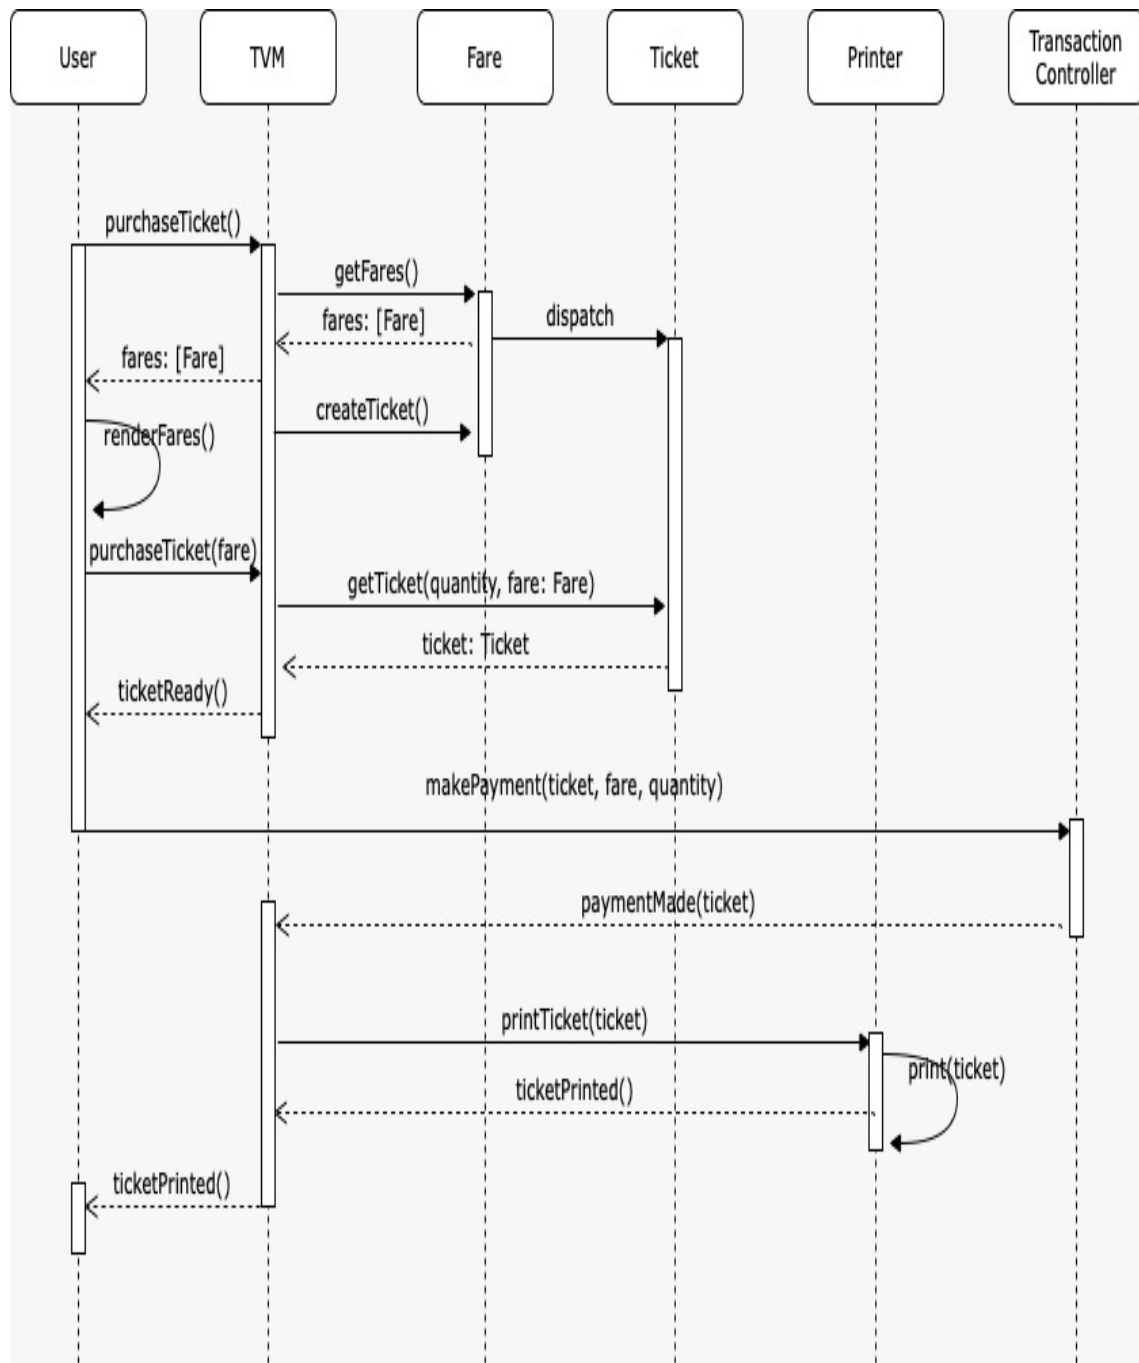 User
TVM
Fare
Ticket
Printer
Transaction
Controller
purchaseTicket()
getFares()
dispatch
fares: [Fare]
fares: [Fare]
createTicket()
renderFares()
purchaseTicket(fare)
getTicket(quantity, fare: Fare)
ticket: Ticket
ticketReady()
makePayment(ticket, fare, quantity)
paymentMade(ticket)
printTicket(ticket)
print(ticket)
ticketPrinted()
ticketPrinted()